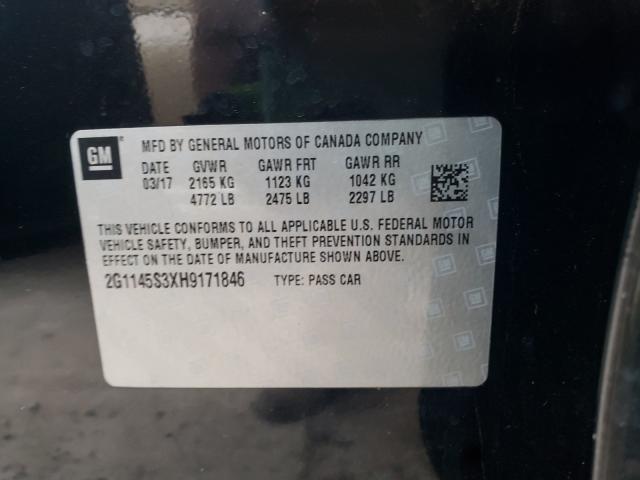 GM
MFD BY GENERAL MOTORS OF CANADA COMPANY
DATE GVWR GAWR FRT GAWR RR
03/17 2165 KG 1123 KG 1042 KG
4772 LB 2475 LB 2297 LB
THIS VEHICLE CONFORMS TO ALL APPLICABLE U.S. FEDERAL MOTOR
VEHICLE SAFETY, BUMPER, AND THEFT PREVENTION STANDARDS IN
EFFECT ON THE DATE OF MANUFACTURE SHOWN ABOVE.
2G1145S3XH9171846 TYPE: PASS CAR